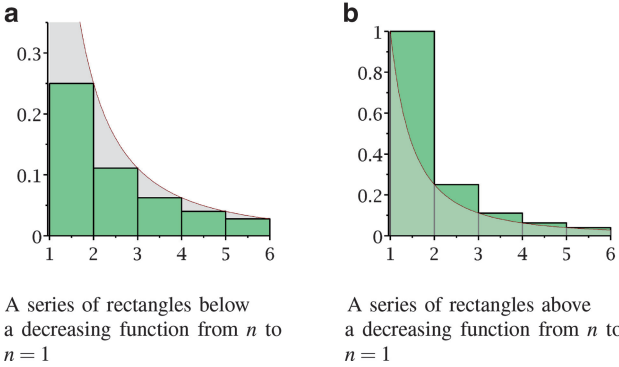 a
0.3
0.2
0.1
0
1 2 3 4 5 6
A series of rectangles below
a decreasing function from n to
n = 1
b
1
0.8
0.6
0.4
0.2
0
1 2 3 4 5 6
A series of rectangles above
a decreasing function from n to
n = 1